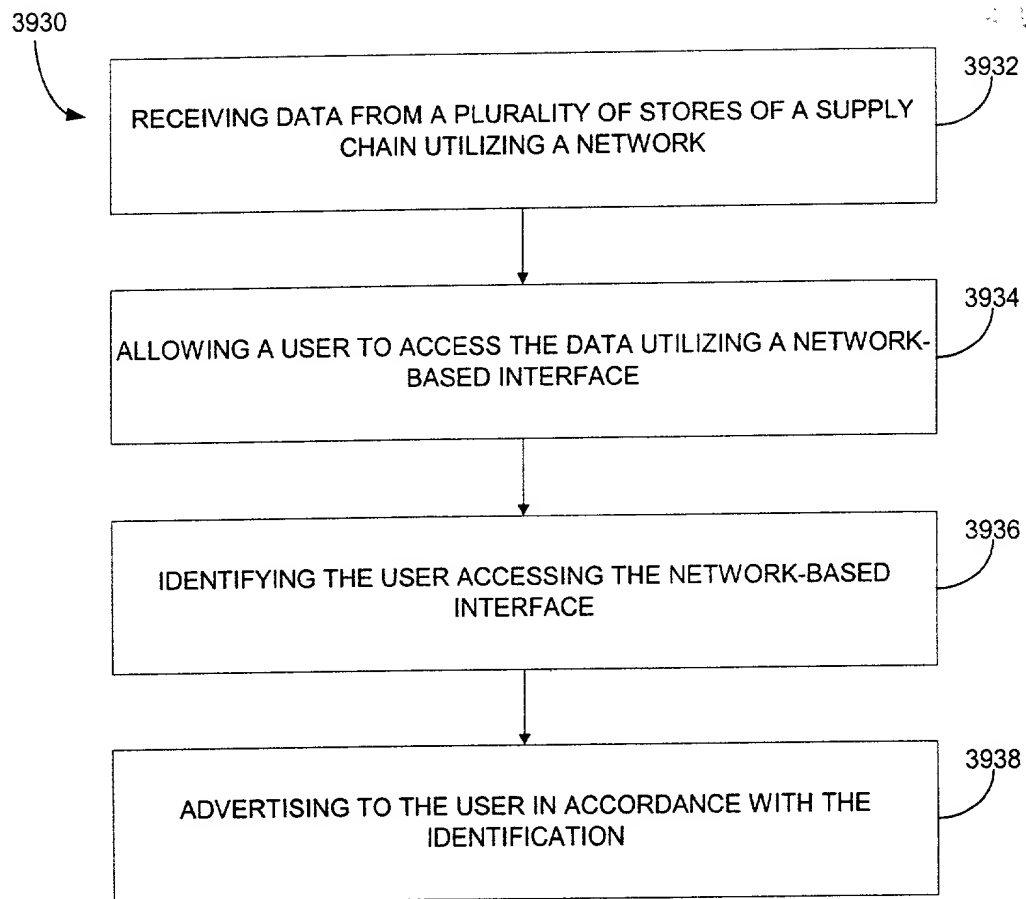 3930
3932
RECEIVING DATA FROM A PLURALITY OF STORES OF A SUPPLY
CHAIN UTILIZING A NETWORK
3934
ALLOWING A USER TO ACCESS THE DATA UTILIZING A NETWORK-
BASED INTERFACE
3936
IDENTIFYING THE USER ACCESSING THE NETWORK-BASED
INTERFACE
3938
ADVERTISING TO THE USER IN ACCORDANCE WITH THE
IDENTIFICATION